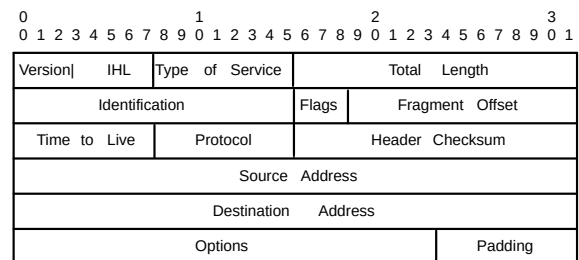 0 1 2 3
0 1 2 3 4 5 6 7 8 9 0 1 2 3 4 5 6 7 8 9 0 1 2 3 4 5 6 7 8 9 0 1
Version| IHL Type of Service Total Length
Identification Flags Fragment Offset
Time to Live Protocol Header Checksum
Source Address
Destination Address
Options Padding